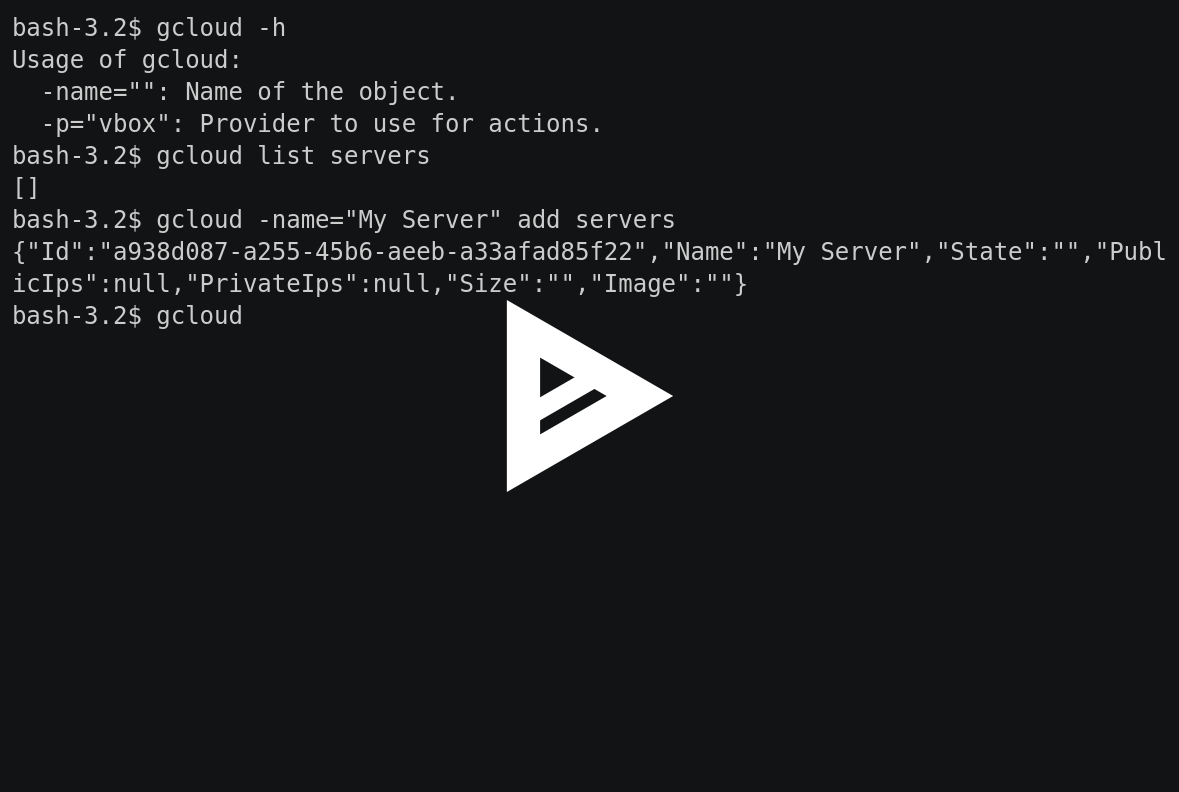 bash-3.2$ gcloud -h
Usage of gcloud:
  -name="": Name of the object.
  -p="vbox": Provider to use for actions.
bash-3.2$ gcloud list servers
[]
bash-3.2$ gcloud -name="My Server" add servers
{"Id":"a938d087-a255-45b6-aeeb-a33afad85f22","Name":"My Server","State":"","Publ
icIps":null,"PrivateIps":null,"Size":"","Image":""}
bash-3.2$ gcloud